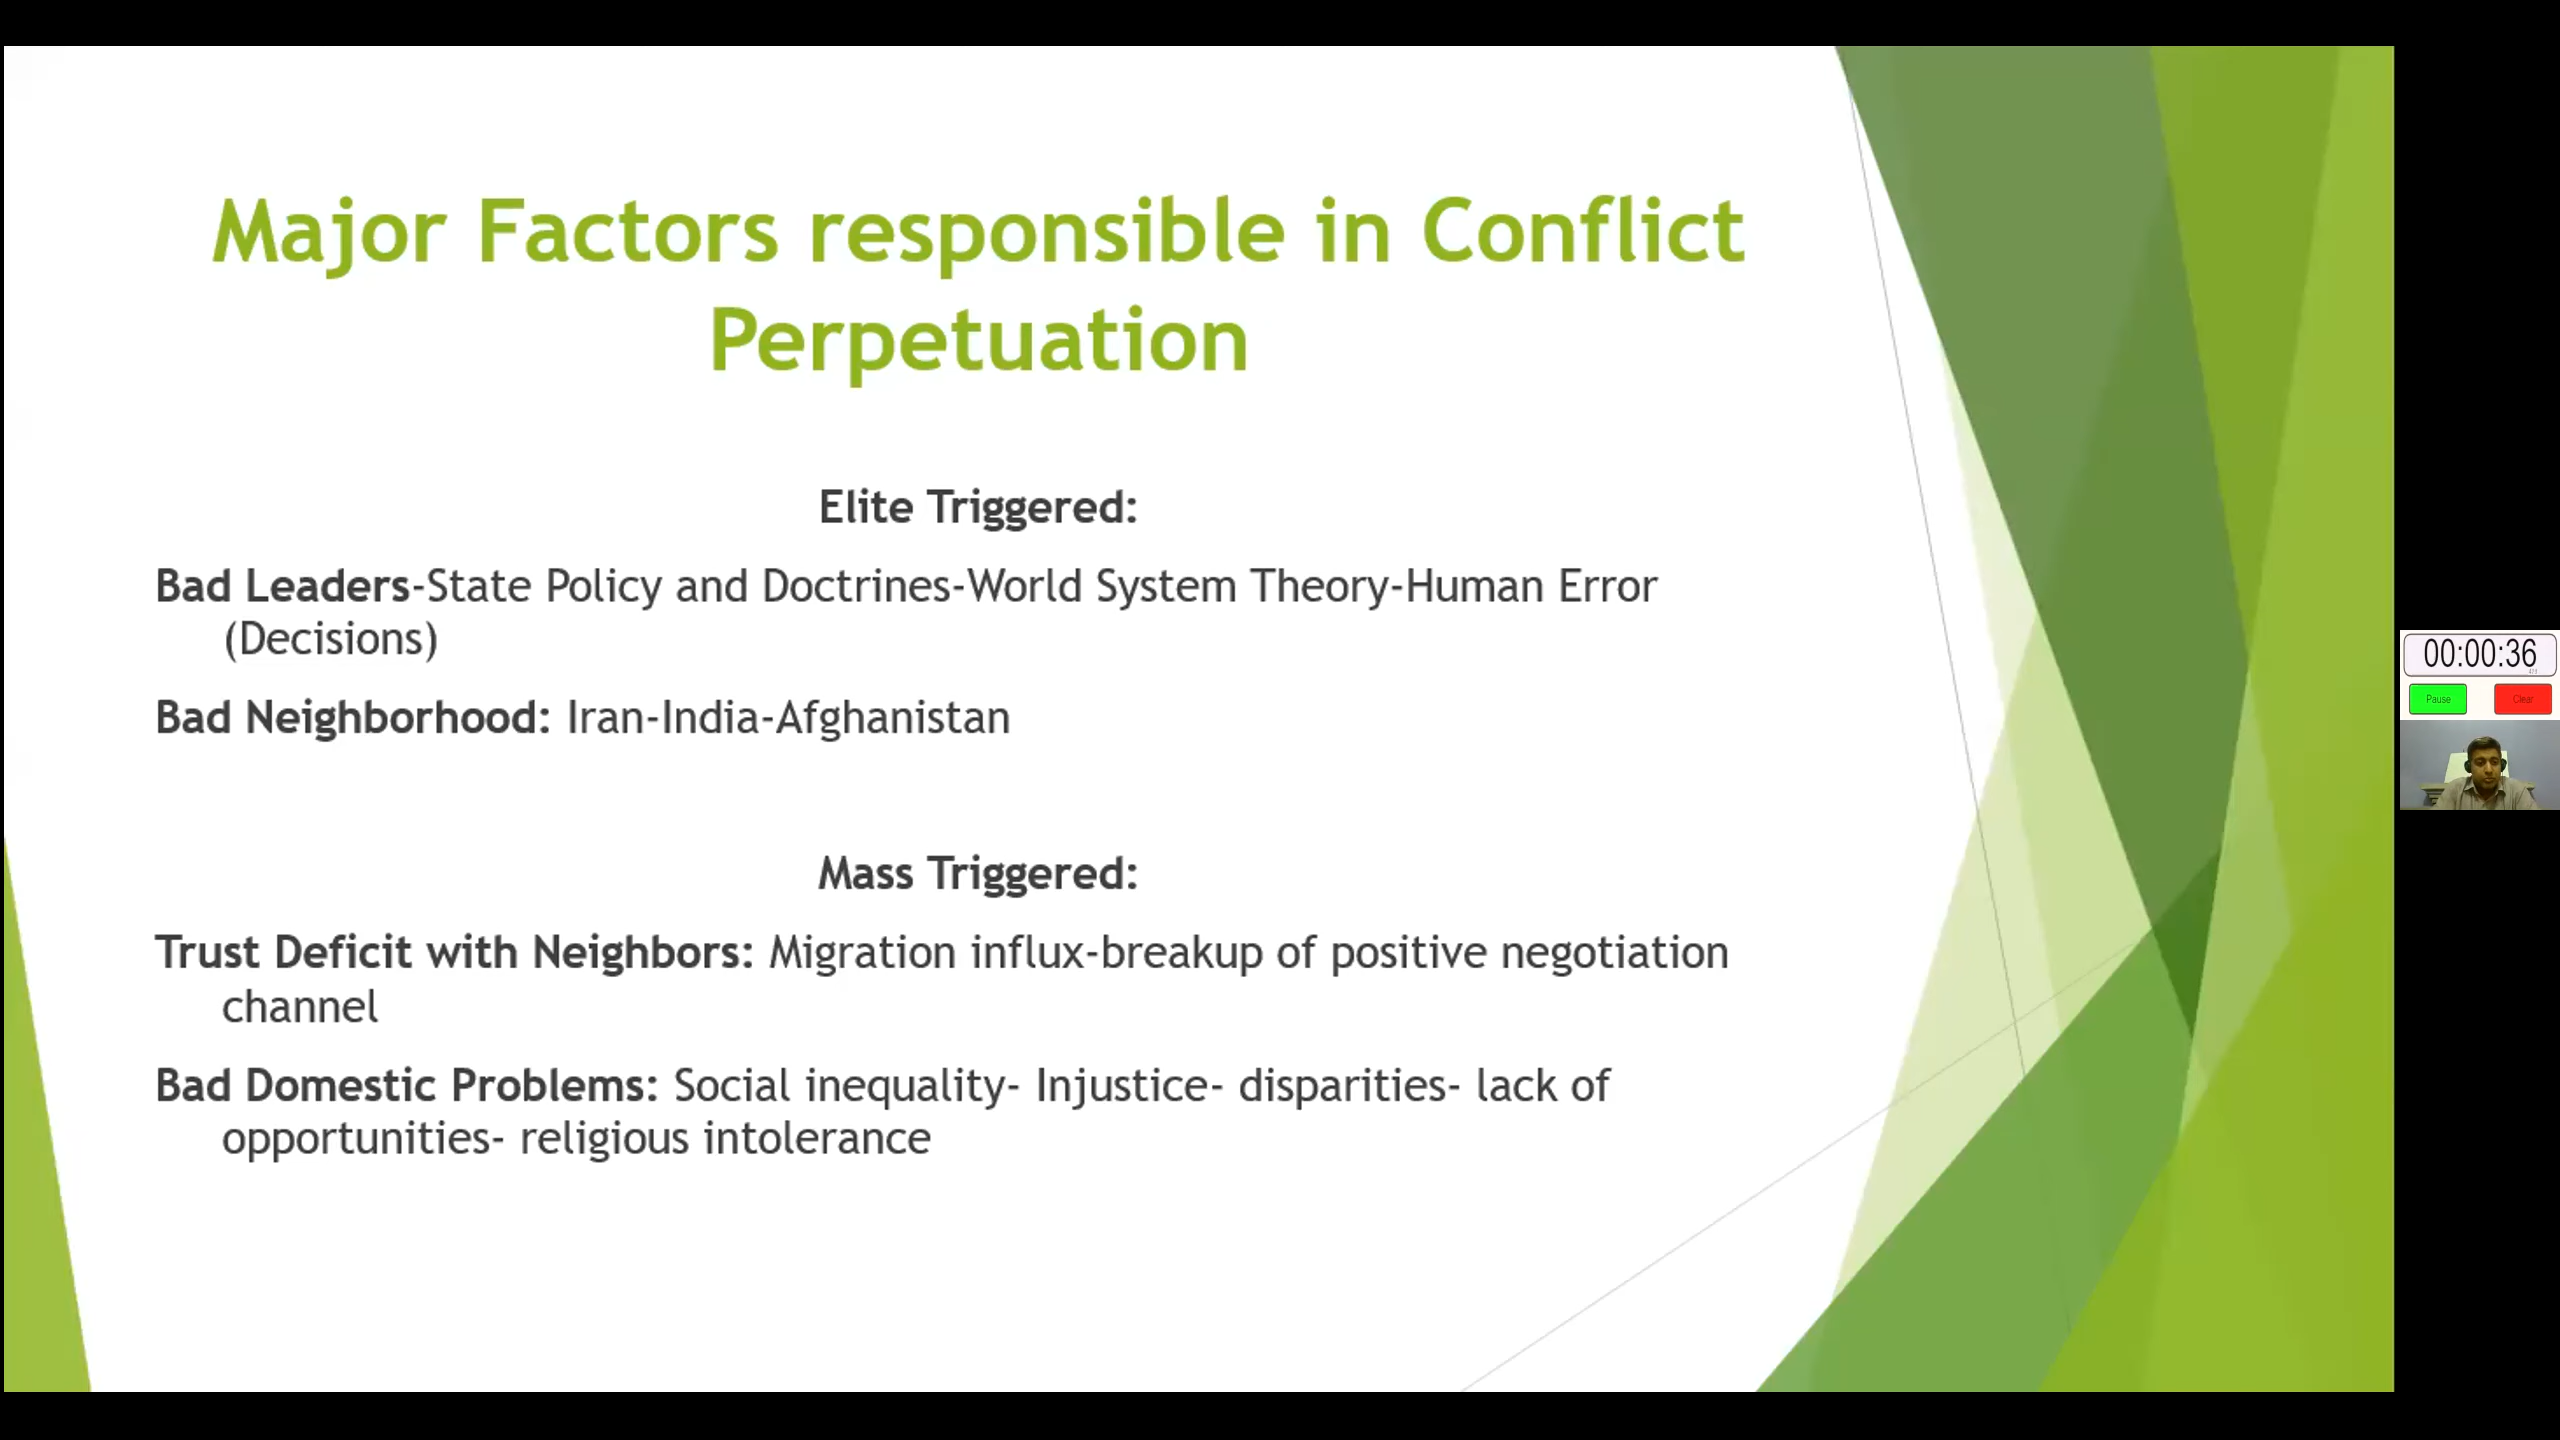 Major Factors responsible in Conflict
Perpetuation
Elite Triggered:
Bad Leaders-State Policy and Doctrines-World System Theory-Human Error
(Decisions)
Bad Neighborhood: Iran-India-Afghanistan
Mass Triggered:
Trust Deficit with Neighbors: Migration influx-breakup of positive negotiation
channel
Bad Domestic Problems: Social inequality- Injustice- disparities- lack of
opportunities- religious intolerance
00:00:36
Pause
Clear